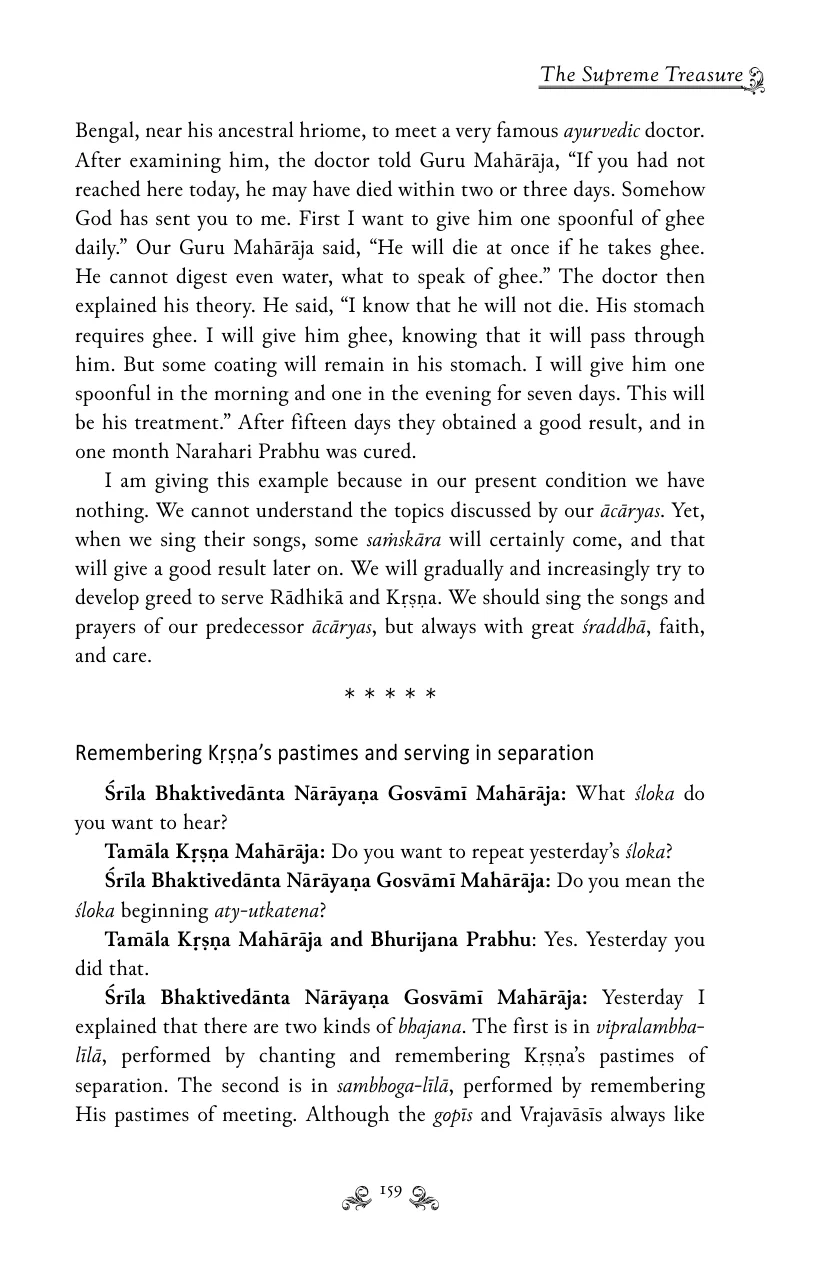 The Supreme Treasure
Bengal, near his ancestral hriome, to meet a very famous ayurvedic doctor.
After examining him, the doctor told Guru Mahārāja, “If you had not
reached here today, he may have died within two or three days. Somehow
God has sent you to me. First I want to give him one spoonful of ghee
daily.” Our Guru Mahārāja said, “He will die at once if he takes ghee.
He cannot digest even water, what to speak of ghee.” The doctor then
explained his theory. He said, “I know that he will not die. His stomach
requires ghee. I will give him ghee, knowing that it will pass through
him. But some coating will remain in his stomach. I will give him one
spoonful in the morning and one in the evening for seven days. This will
be his treatment.” After fifteen days they obtained a good result, and in
one month Narahari Prabhu was cured.
I am giving this example because in our present condition we have
nothing. We cannot understand the topics discussed by our ācāryas. Yet,
when we sing their songs, some saṁskāra will certainly come, and that
will give a good result later on. We will gradually and increasingly try to
develop greed to serve Rādhikā and Kṛṣṇa. We should sing the songs and
prayers of our predecessor ācāryas, but always with great śraddhā, faith,
and care.
* * * * *
Remembering Kṛṣṇa’s pastimes and serving in separation
Śrīla Bhaktivedānta Nārāyaṇa Gosvāmī Mahārāja: What śloka do
you want to hear?
Tamāla Kṛṣṇa Mahārāja: Do you want to repeat yesterday’s śloka?
Śrīla Bhaktivedānta Nārāyaṇa Gosvāmī Mahārāja: Do you mean the
śloka beginning aty-utkatena?
Tamāla Kṛṣṇa Mahārāja and Bhurijana Prabhu: Yes. Yesterday you
did that.
Śrīla Bhaktivedānta Nārāyaṇa Gosvāmī Mahārāja: Yesterday I
explained that there are two kinds of bhajana. The first is in vipralambha-
līlā, performed by chanting and remembering Kṛṣṇa’s pastimes of
separation. The second is in sambhoga-līlā, performed by remembering
His pastimes of meeting. Although the gopīs and Vrajavāsīs always like
159